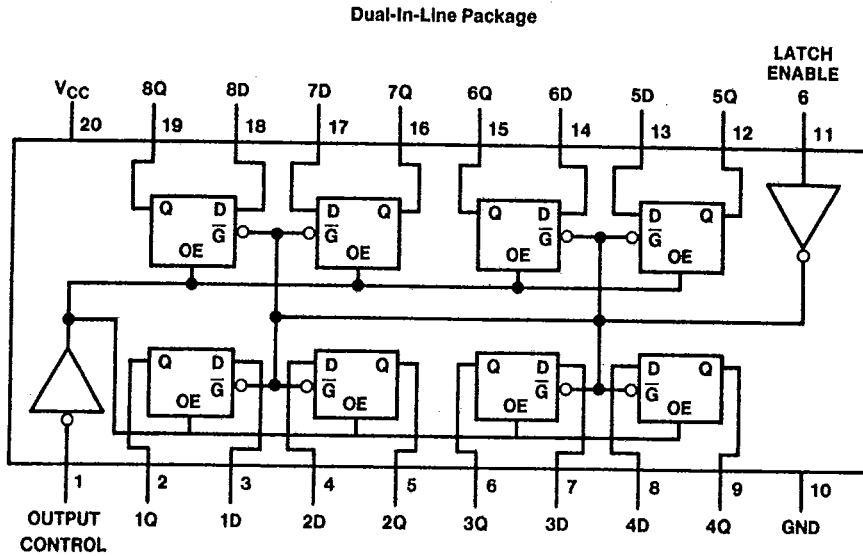 Dual-In-Line Package
LATCH
ENABLE
VCC 8Q 8D 7D 7Q 6Q 6D 5D 5Q 6
20 19 18 17 16 15 14 13 12 11
Q D D Q Q D D Q
G G G G
OE OE OE OE
Q D D Q Q D D Q
G G G G
OE OE OE OE
1 2 3 4 5 6 7 8 9 10
OUTPUT 1Q 1D 2D 2Q 3Q 3D 4D 4Q GND
CONTROL